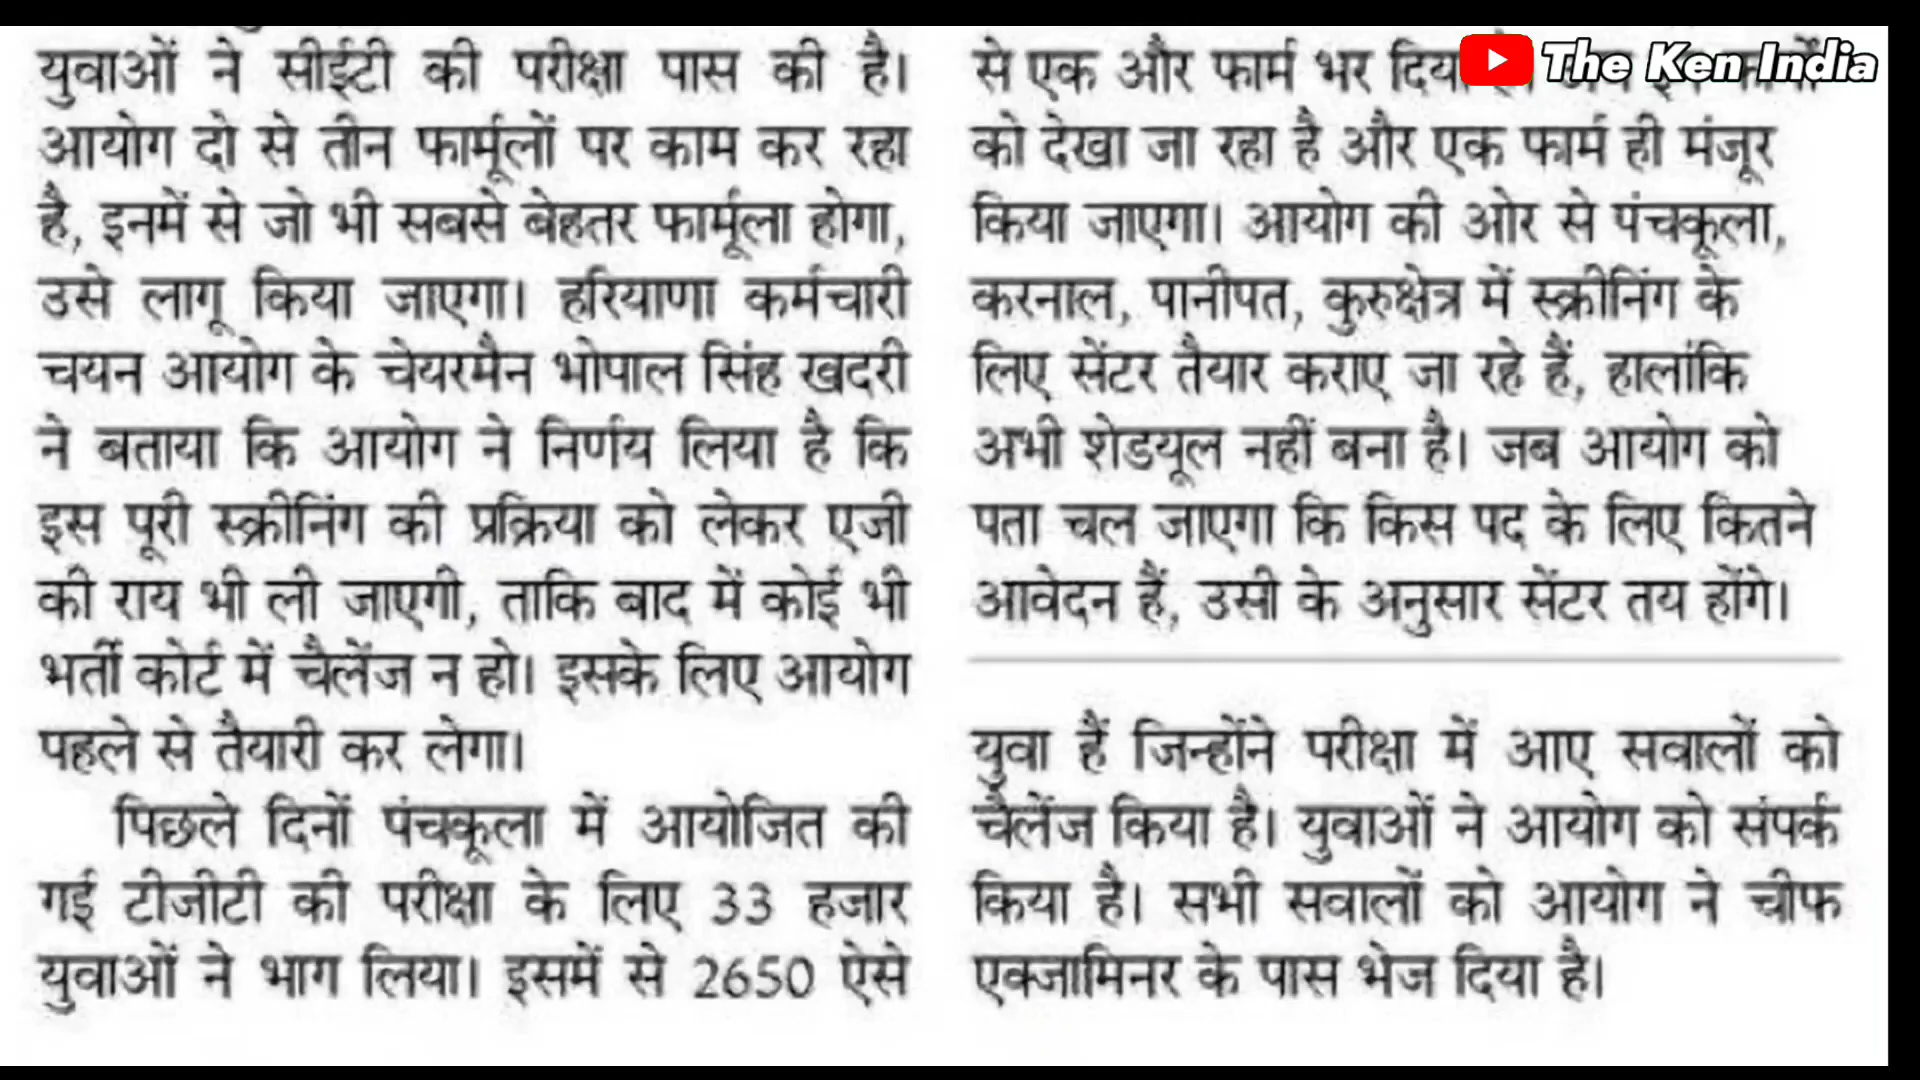 युवाओं ने सीईटी की परीक्षा पास की है।
आयोग दो से तीन फार्मूलों पर काम कर रहा
है, इनमें से जो भी सबसे बेहतर फार्मूला होगा,
उसे लागू किया जाएगा। हरियाणा कर्मचारी
चयन आयोग के चेयरमैन भोपाल सिंह खदरी
ने बताया कि आयोग ने निर्णय लिया है कि
इस पूरी स्क्रीनिंग की प्रक्रिया को लेकर एजी
की राय भी ली जाएगी, ताकि बाद में कोई भी
भर्ती कोर्ट में चैलेंज न हो। इसके लिए आयोग
पहले से तैयारी कर लेगा।
पिछले दिनों पंचकूला में आयोजित की
गई टीजीटी की परीक्षा के लिए 33 हजार
युवाओं ने भाग लिया। इसमें से 2650 ऐसे
से एक और फार्म भर
The Ken India
को देखा जा रहा है और एक फार्म ही मंजूर
किया जाएगा। आयोग की ओर से पंचकूला,
करनाल, पानीपत, कुरुक्षेत्र में स्क्रीनिंग के
लिए सेंटर तैयार कराए जा रहे हैं, हालांकि
अभी शेडयूल नहीं बना है। जब आयोग को
पता चल जाएगा कि किस पद के लिए कितने
आवेदन हैं, उसी के अनुसार सेंटर तय होंगे।
युवा हैं जिन्होंने परीक्षा में आए सवालों को
चैलेंज किया है। युवाओं ने आयोग को संपर्क
किया है। सभी सवालों को आयोग ने चीफ
एक्जामिनर के पास भेज दिया है।